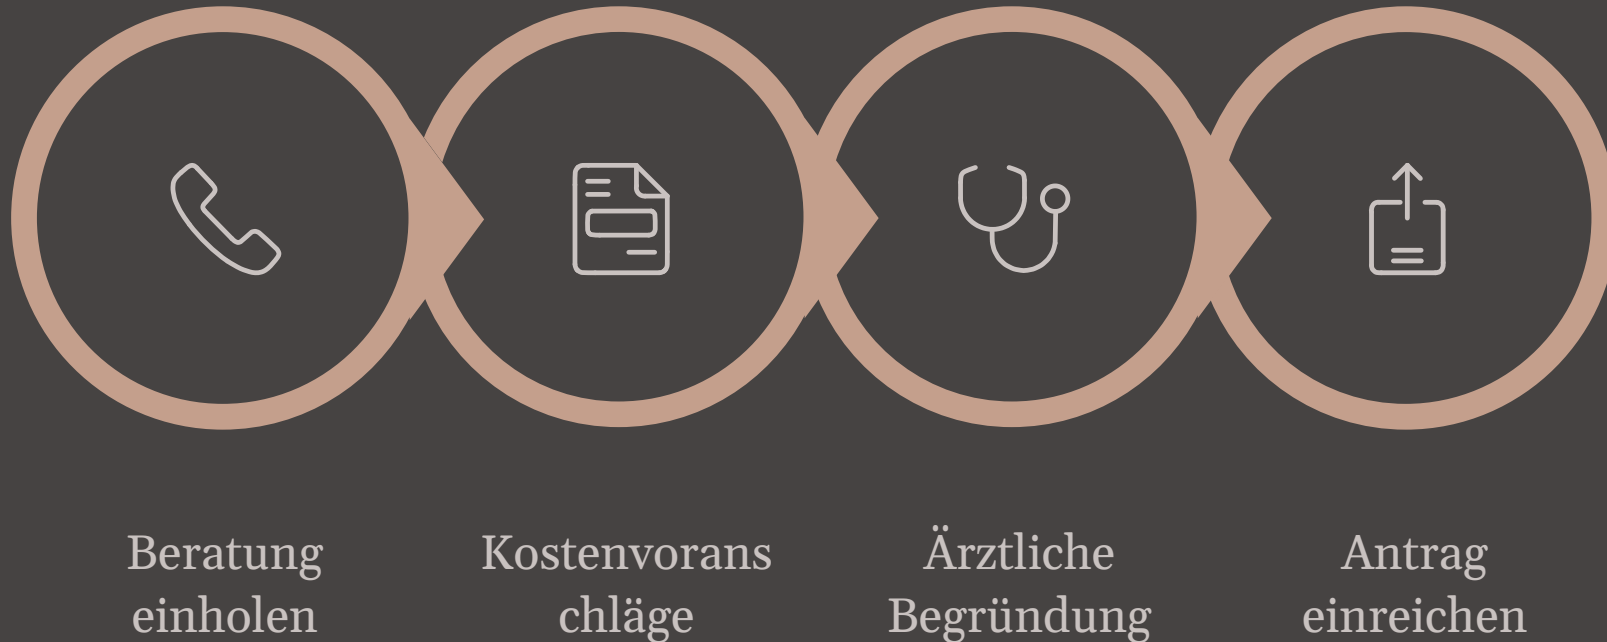 Beratung
einholen
Kostenvorans
chläge
Ärztliche
Begründung
Antrag
einreichen